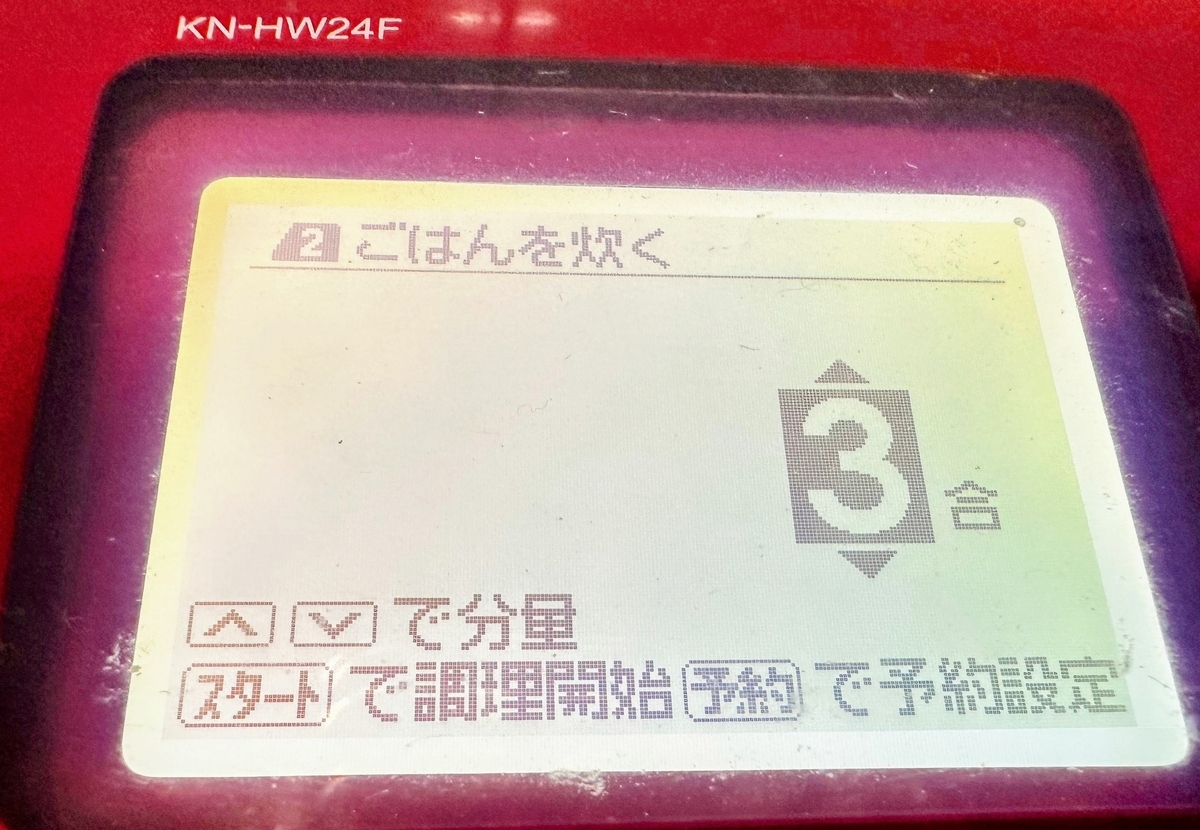 KN-HW24F
2 ごはんを炊く
3合
∧ ∨ で分量
スタート で調理開始 予約 で予約設定